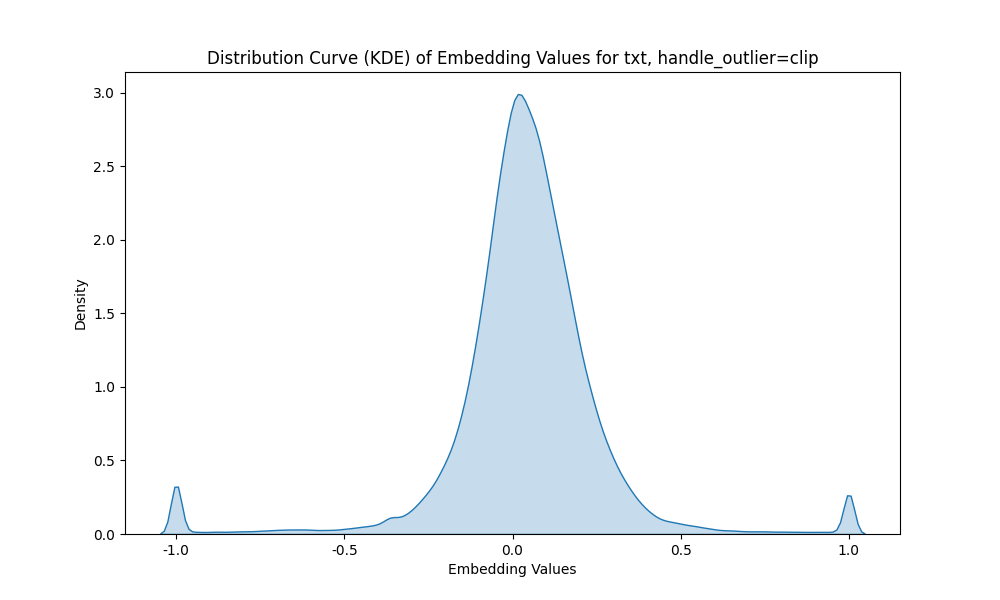 Distribution Curve (KDE) of Embedding Values for txt, handle_outlier=clip
3.0
2.5
2.0
1.5
1.0
0.5
0.0
Density
-1.0 -0.5 0.0 0.5 1.0
Embedding Values